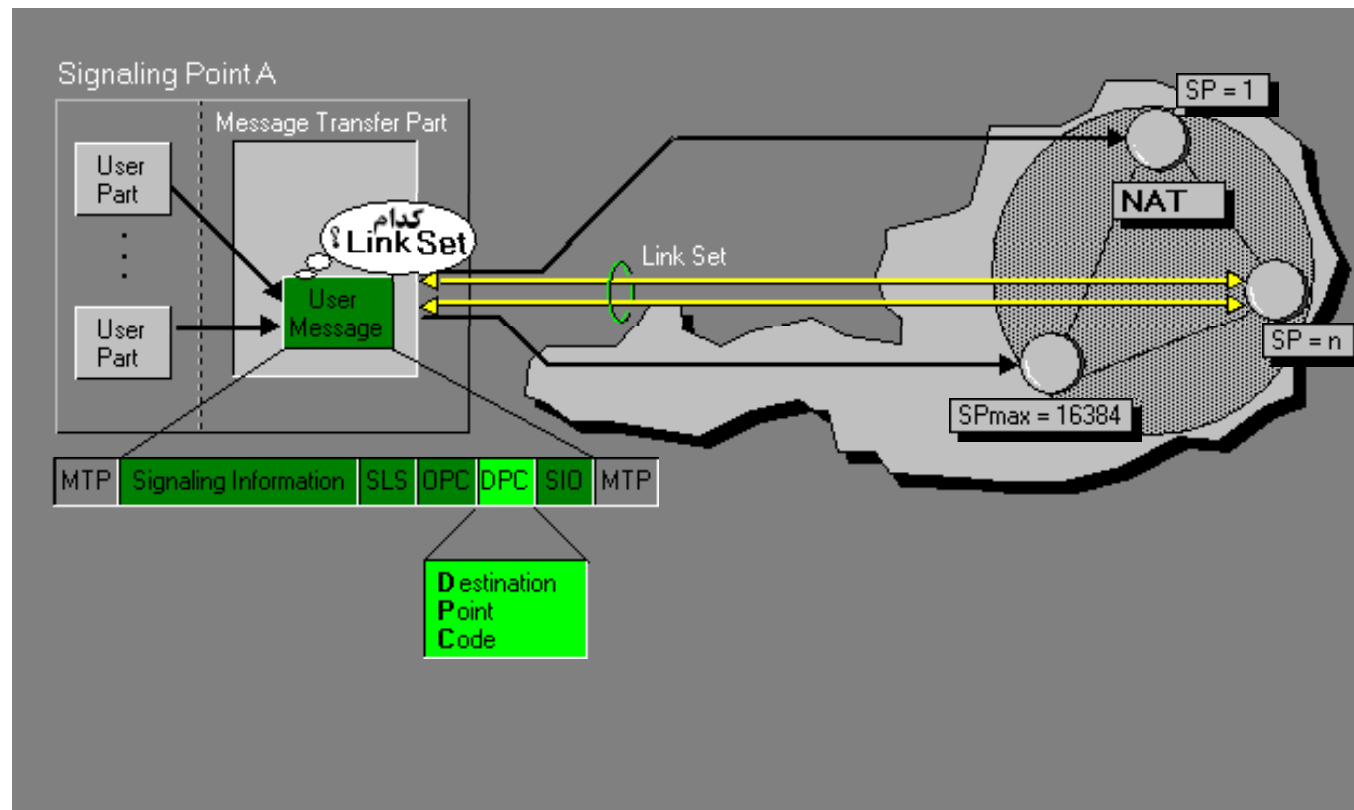 Signaling Point A
Message Transfer Part
User
Part
User
Part
کدام
Link Set؟
User
Message
Link Set
SP = 1
NAT
SP = n
SPmax = 16384
MTP Signaling Information SLS OPC DPC SIO MTP
Destination
Point
Code